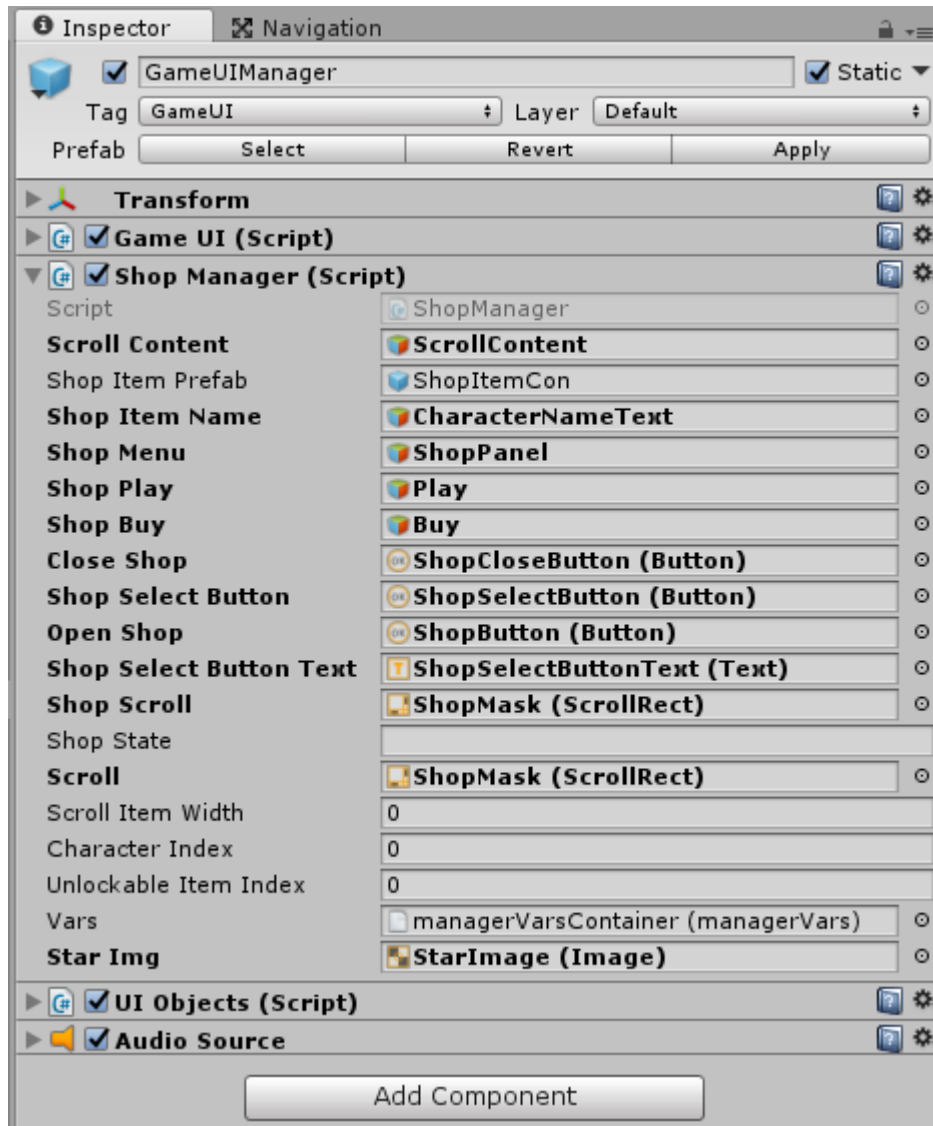 Inspector Navigation
GameUIManager Static
Tag GameUI Layer Default
Prefab Select Revert Apply
Transform
Game UI (Script)
Shop Manager (Script)
Script ShopManager
Scroll Content ScrollContent
Shop Item Prefab ShopItemCon
Shop Item Name CharacterNameText
Shop Menu ShopPanel
Shop Play Play
Shop Buy Buy
Close Shop ShopCloseButton (Button)
Shop Select Button ShopSelectButton (Button)
Open Shop ShopButton (Button)
Shop Select Button Text ShopSelectButtonText (Text)
Shop Scroll ShopMask (ScrollRect)
Shop State
Scroll ShopMask (ScrollRect)
Scroll Item Width 0
Character Index 0
Unlockable Item Index 0
Vars managerVarsContainer (managerVars)
Star Img StarImage (Image)
UI Objects (Script)
Audio Source
Add Component